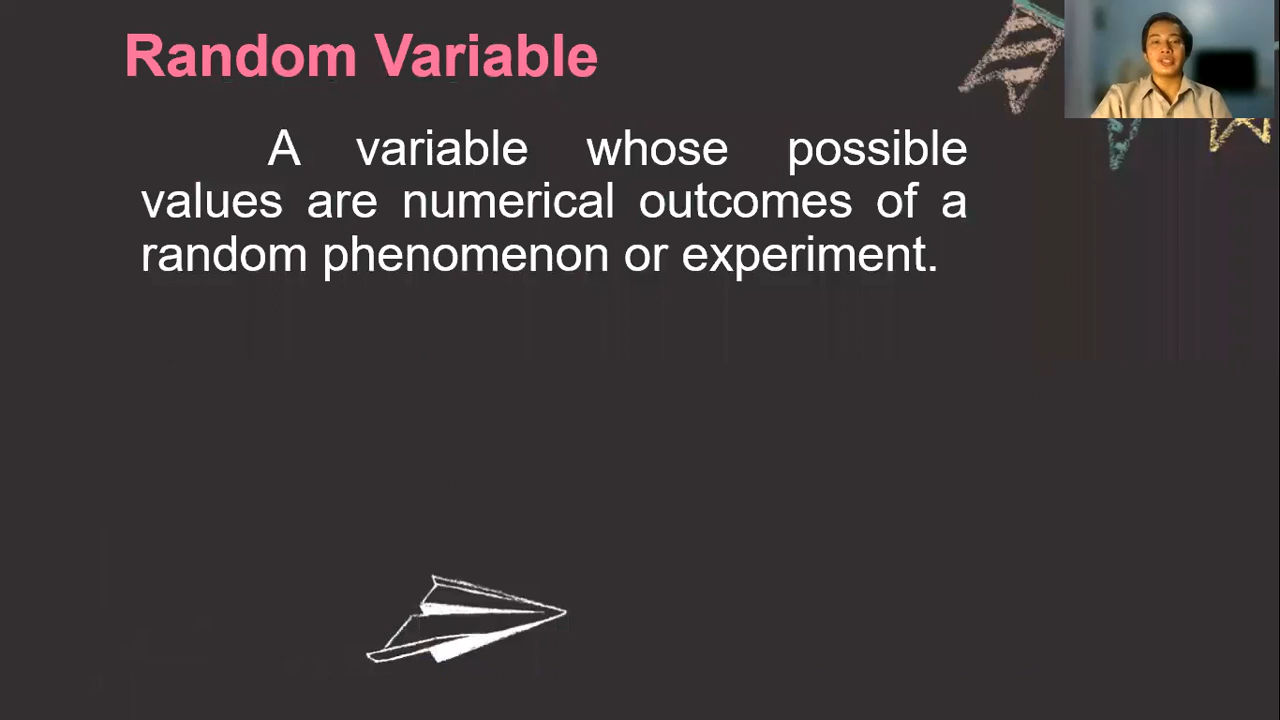 Random Variable
A variable whose possible
values are numerical outcomes of a
random phenomenon or experiment.